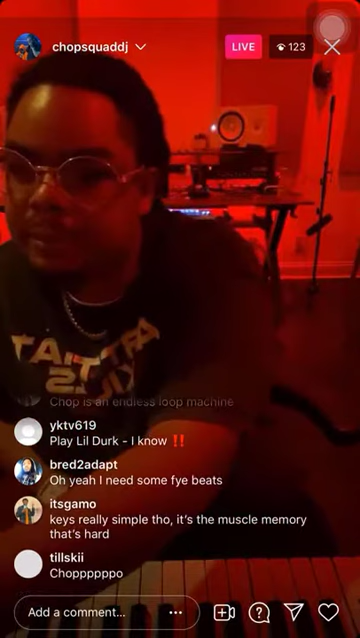 chopsquaddj
LIVE
123
Chop is an endless loop machine
yktv619
Play Lil Durk - I know ‼️
bred2adapt
Oh yeah I need some fye beats
itsgamo
keys really simple tho, it's the muscle memory
that's hard
tillskii
Choppppppo
Add a comment...